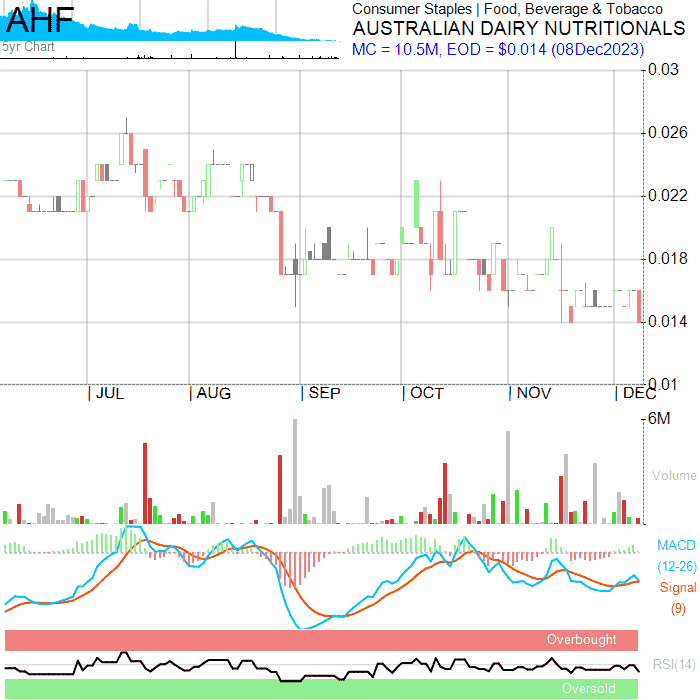 AHF
5yr Chart
Consumer Staples | Food, Beverage & Tobacco
AUSTRALIAN DAIRY NUTRITIONALS
MC = 10.5M, EOD = $0.014 (08Dec2023)
0.03
0.026
0.022
0.018
0.014
0.01
JUL
AUG
SEP
OCT
NOV
DEC
6M
Volume
MACD
(12-26)
Signal
(9)
Overbought
RSI(14)
Oversold